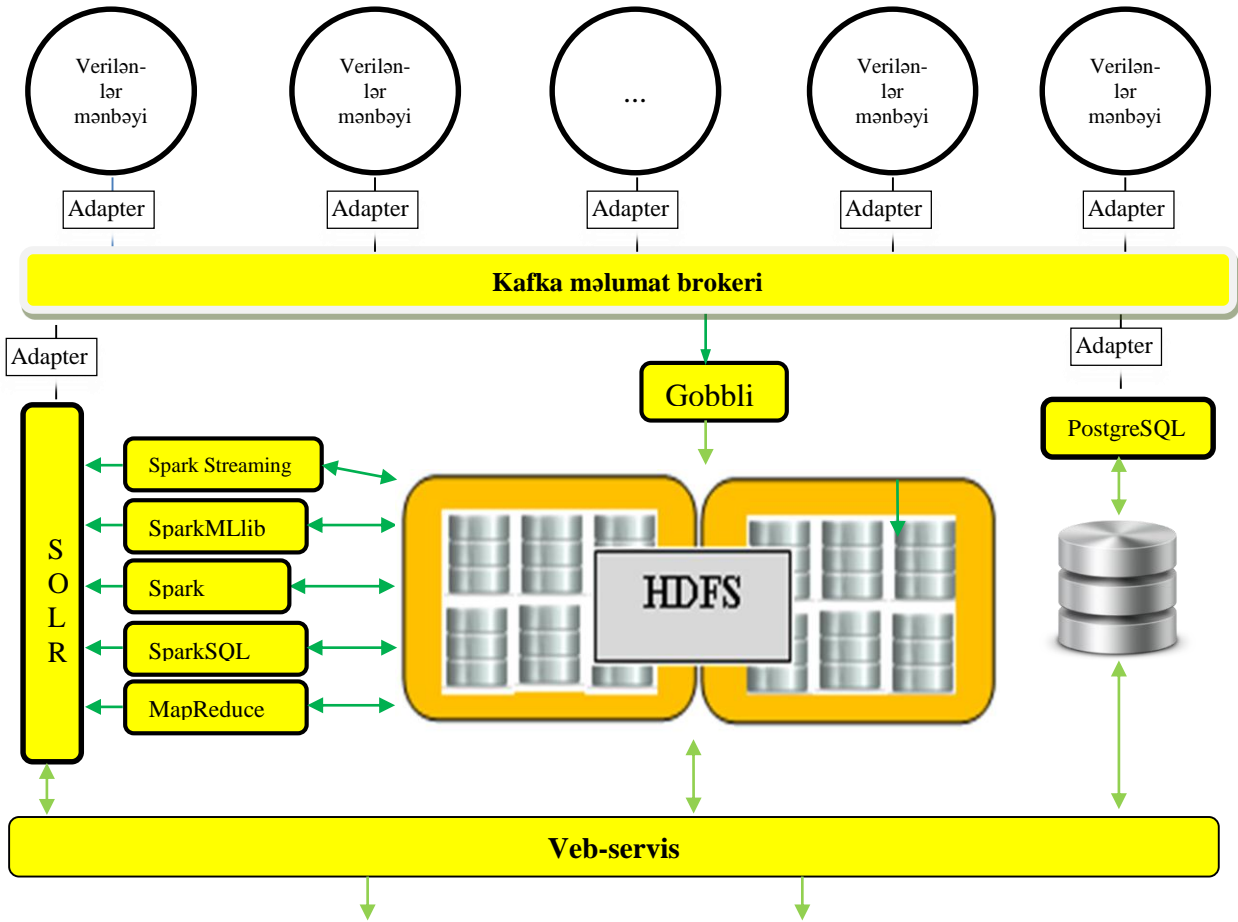 Verilən-
lər
mənbəyi
Verilən-
lər
mənbəyi
...
Verilən-
lər
mənbəyi
Verilən-
lər
mənbəyi
Adapter
Adapter
Adapter
Adapter
Adapter
Kafka məlumat brokeri
Adapter
Adapter
Gobbli
PostgreSQL
S
O
L
R
Spark Streaming
SparkMLlib
Spark
SparkSQL
MapReduce
HDFS
Veb-servis